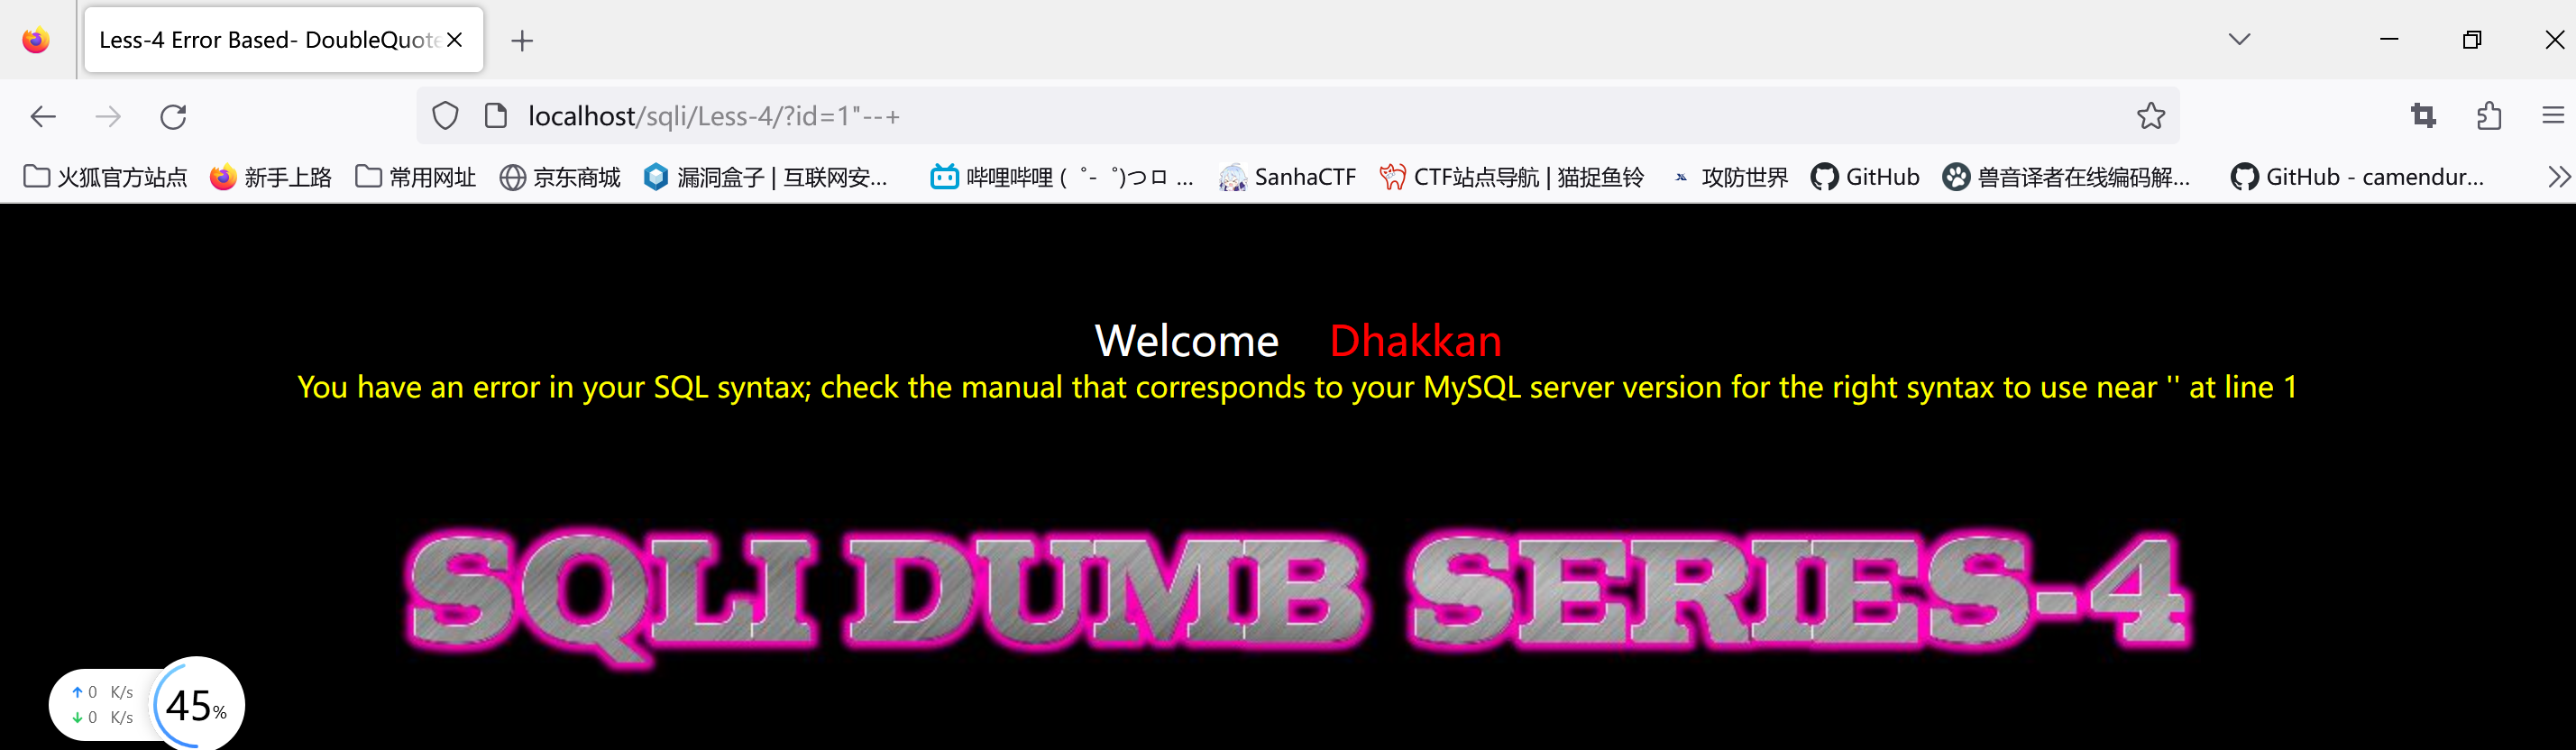 Less-4 Error Based- DoubleQuote
localhost/sqli/Less-4/?id=1"--+
火狐官方站点 新手上路 常用网址 京东商城 漏洞盒子 | 互联网安... 哔哩哔哩 ( ゜- ゜)つロ ... SanhaCTF CTF站点导航 | 猫捉鱼铃 攻防世界 GitHub 兽音译者在线编码解... GitHub - camendur...
Welcome Dhakkan
You have an error in your SQL syntax; check the manual that corresponds to your MySQL server version for the right syntax to use near '' at line 1
SQLI DUMB SERIES-4
↑ 0 K/s
↓ 0 K/s
45%